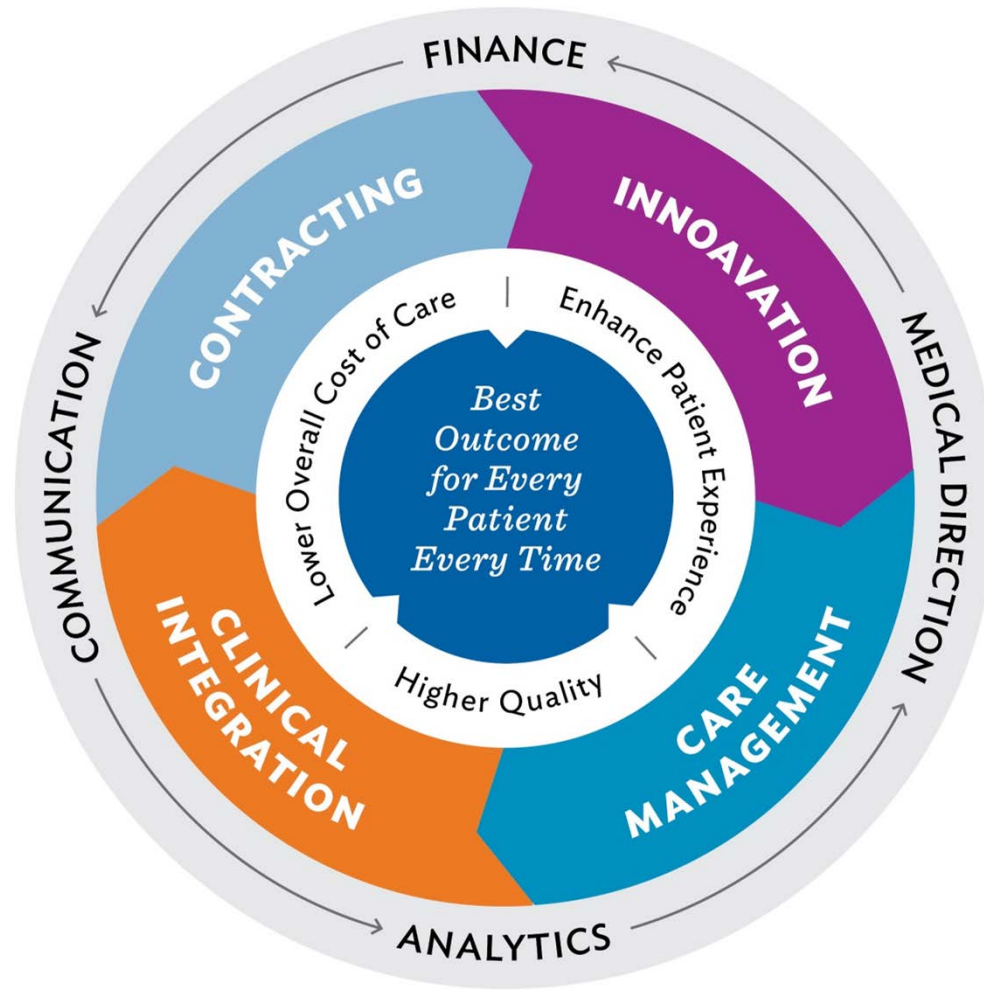 FINANCE
MEDICAL DIRECTION
ANALYTICS
COMMUNICATION
CONTRACTING
INNOAVATION
CARE
MANAGEMENT
CLINICAL
INTEGRATION
Lower Overall Cost of Care
Enhance Patient Experience
Higher Quality
Best
Outcome
for Every
Patient
Every Time